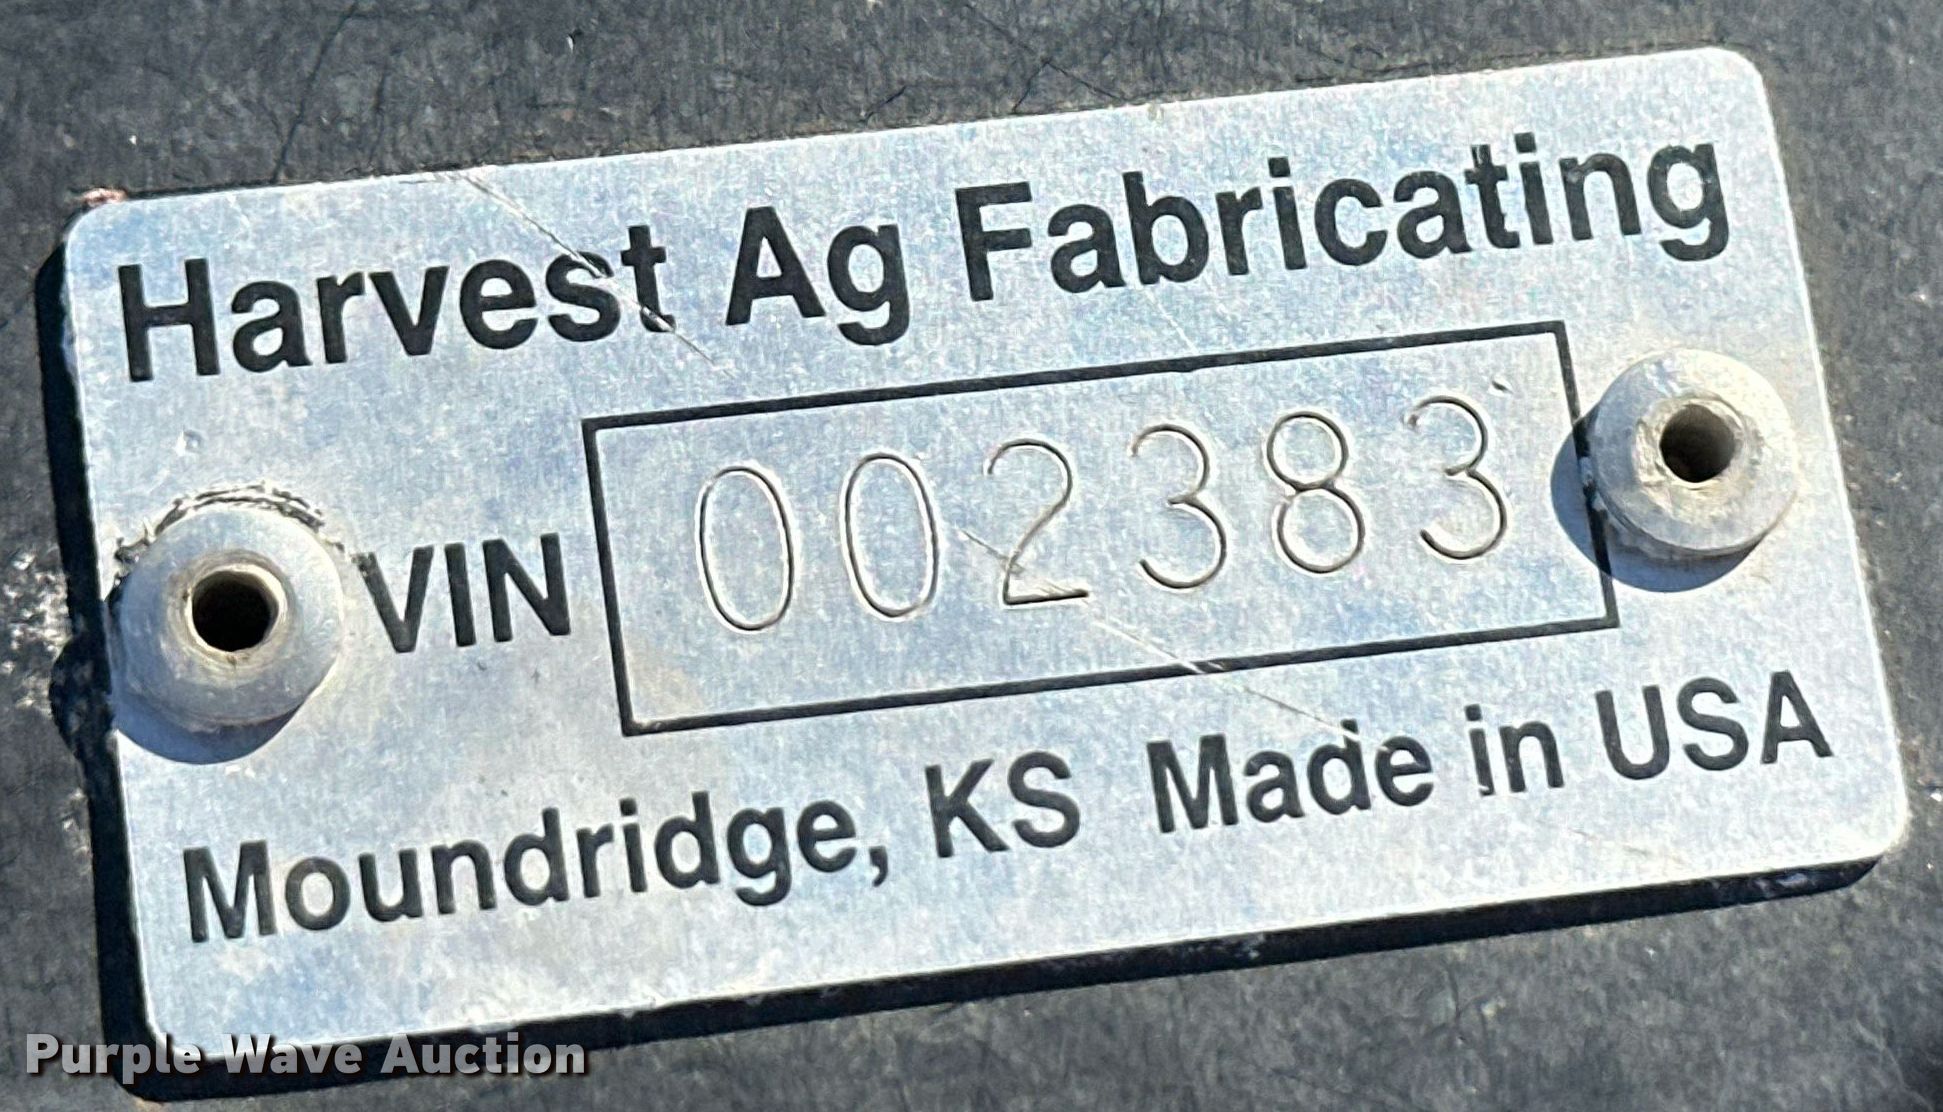 Harvest Ag Fabricating
VIN 002383
Moundridge, KS Made in USA
Purple Wave Auction